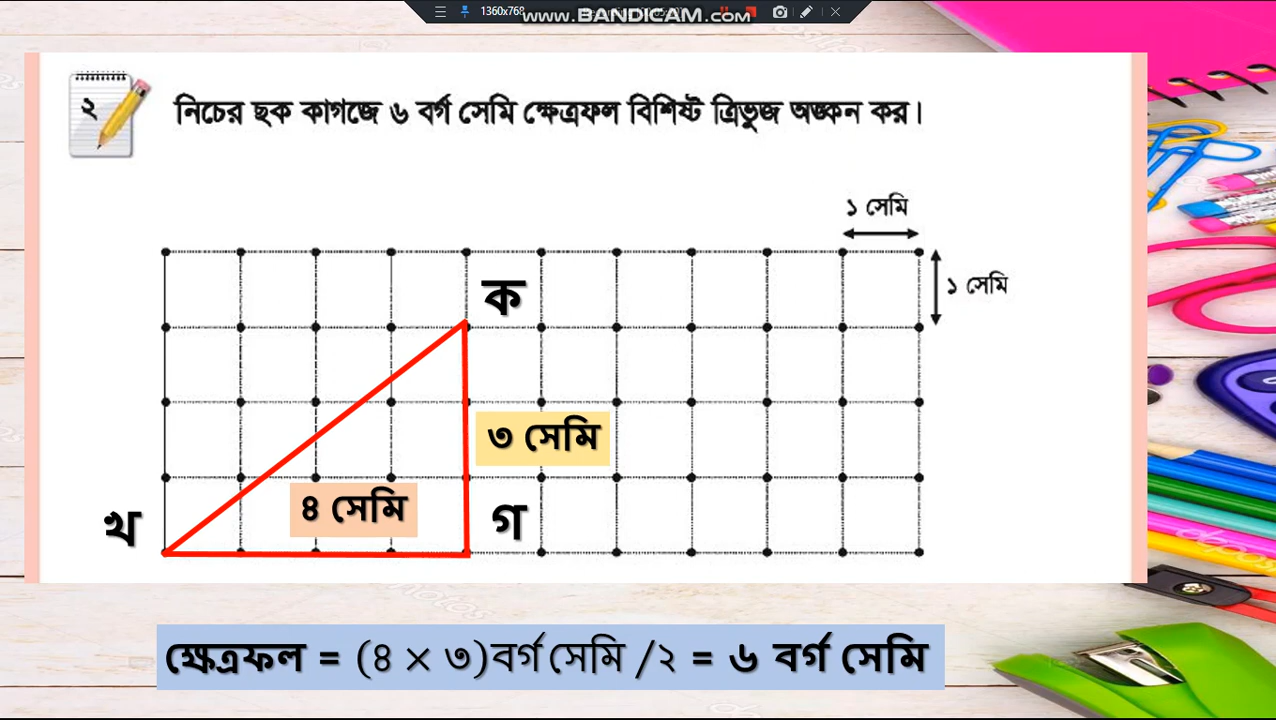 1360x768
www.BANDICAM.com
২
নিচের ছক কাগজে ৬ বর্গ সেমি ক্ষেত্রফল বিশিষ্ট ত্রিভুজ অঙ্কন কর।
১ সেমি
১ সেমি
ক
৩ সেমি
৪ সেমি
খ
গ
ক্ষেত্রফল = (৪ × ৩)বর্গ সেমি /২ = ৬ বর্গ সেমি